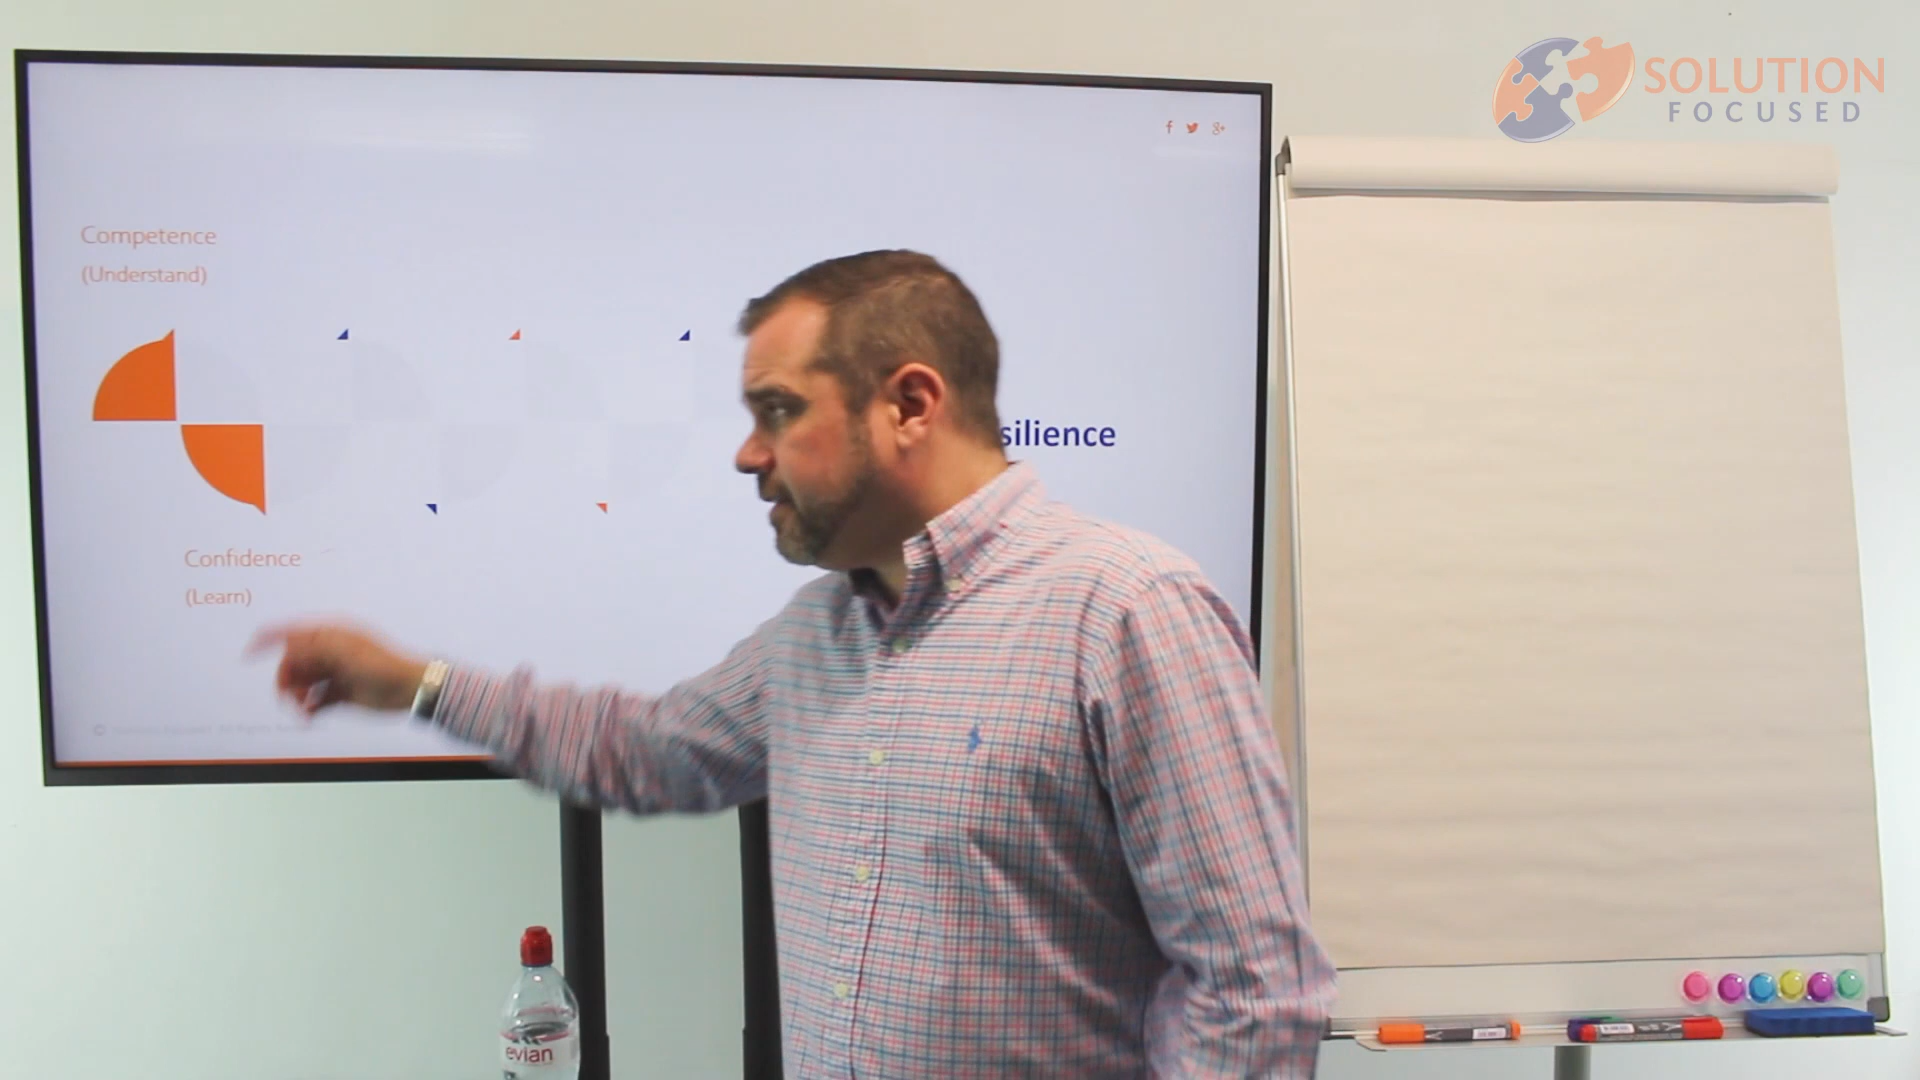 SOLUTION
FOCUSED
f g+
Competence
(Understand)
silience
Confidence
(Learn)
evian